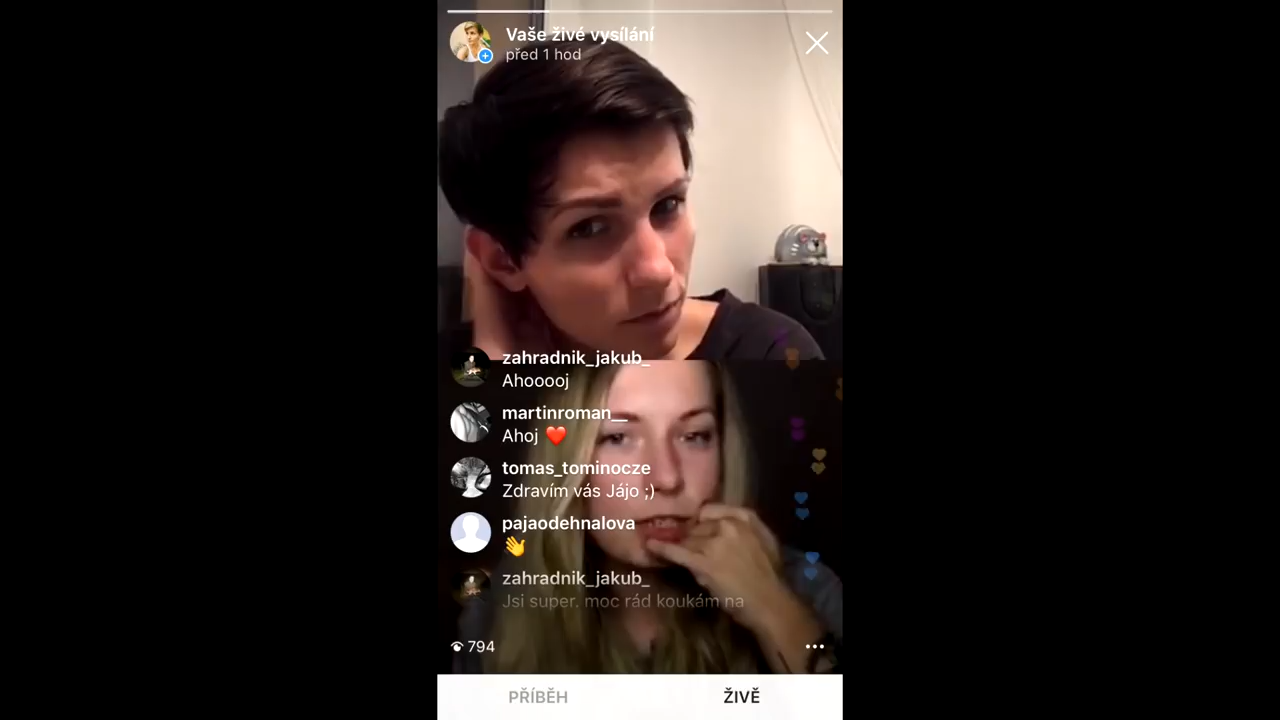 Vaše živé vysílání
před 1 hod
zahradnik_jakub_
Ahooooj
martinroman__
Ahoj ❤️
tomas_tominocze
Zdravím vás Jájo ;)
pajaodehnalova
👋
zahradnik_jakub_
Jsi super. moc rád koukám na
794
PŘÍBĚH
ŽIVĚ